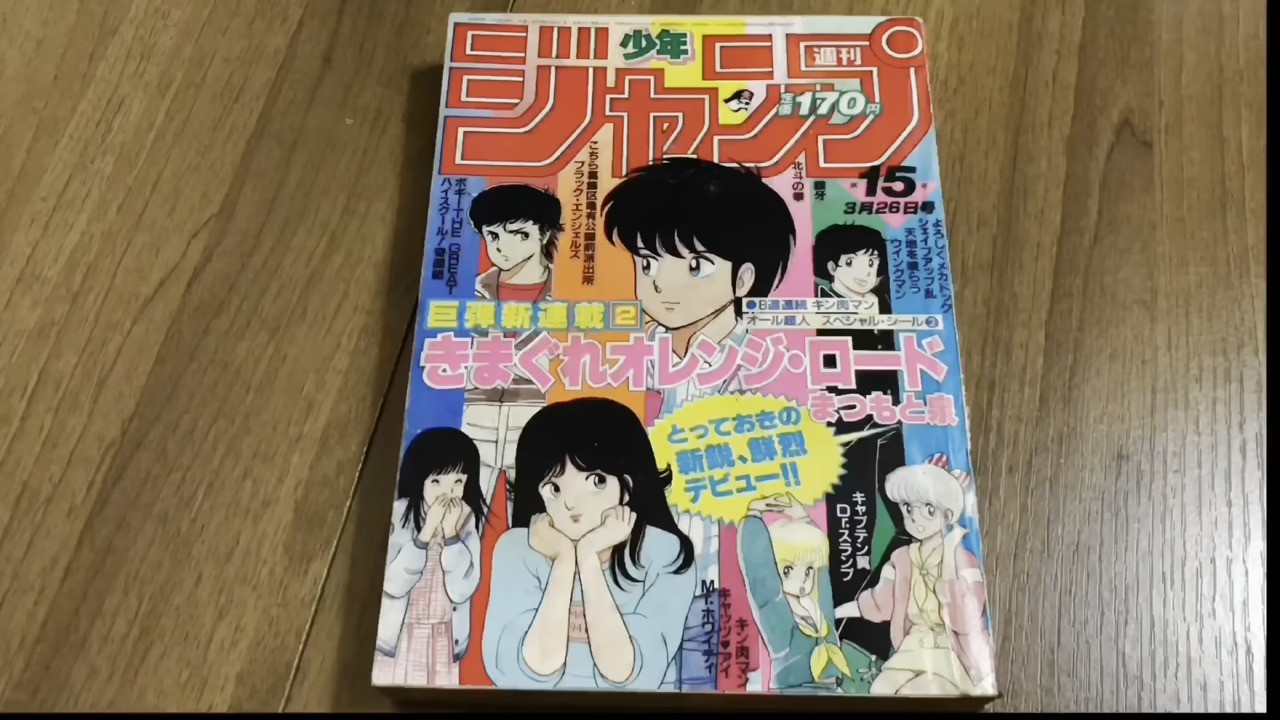 少年
週刊
ジャンプ
定価170円
15
3月26日号
ボギーTHE GREAT
ハイスクール!奇面組
こちら葛飾区亀有公園前派出所
ブラック・エンジェルズ
北斗の拳
銀牙
よろしくメカドック
シェイプアップ乱
天地を喰らう
ウイングマン
巨弾新連載2
●8週連続 キン肉マン
オール超人 スペシャル・シール②
きまぐれオレンジ・ロード
まつもと泉
とっておきの
新鋭、鮮烈
デビュー!!
キャプテン翼
Dr.スランプ
キン肉マン
キャッツ♥アイ
Mr.ホワイティ